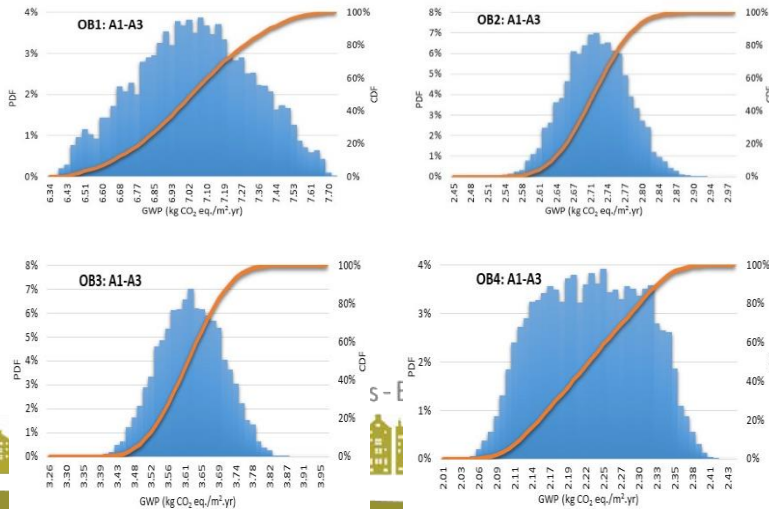 OB1: A1-A3
4%
3%
2%
1%
0%
PDF
100%
80%
60%
40%
20%
0%
CDF
6.34 6.43 6.51 6.60 6.68 6.77 6.85 6.93 7.02 7.10 7.19 7.27 7.36 7.44 7.53 7.61 7.70
GWP (kg CO2 eq./m².yr)
OB2: A1-A3
8%
7%
6%
5%
4%
3%
2%
1%
0%
PDF
100%
80%
60%
40%
20%
0%
2.45 2.48 2.51 2.54 2.58 2.61 2.64 2.67 2.71 2.74 2.77 2.80 2.84 2.87 2.90 2.94 2.97
GWP (kg CO2 eq./m².yr)
OB3: A1-A3
8%
7%
6%
5%
4%
3%
2%
1%
0%
PDF
100%
80%
60%
40%
20%
0%
CDF
3.26 3.30 3.35 3.39 3.43 3.48 3.52 3.56 3.61 3.65 3.69 3.74 3.78 3.82 3.87 3.91 3.95
GWP (kg CO2 eq./m².yr)
s – E
OB4: A1-A3
4%
3%
2%
1%
0%
PDF
100%
80%
60%
40%
20%
0%
2.01 2.03 2.06 2.09 2.11 2.14 2.17 2.19 2.22 2.25 2.27 2.30 2.33 2.35 2.38 2.41 2.43
GWP (kg CO2 eq./m².yr)